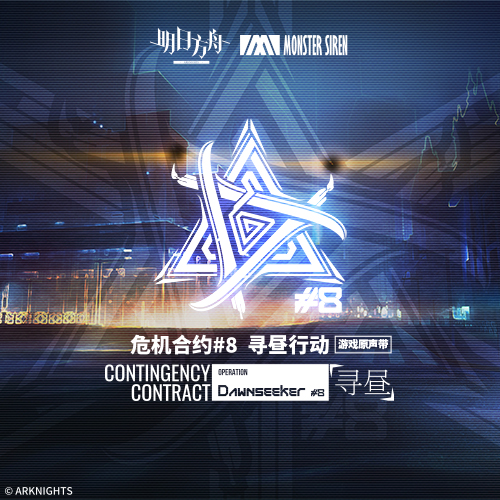 明日方舟 MONSTER SIREN
#8
危机合约#8 寻昼行动 游戏原声带
CONTINGENCY CONTRACT
OPERATION
DAWNSEEKER #8
「寻昼」
© ARKNIGHTS